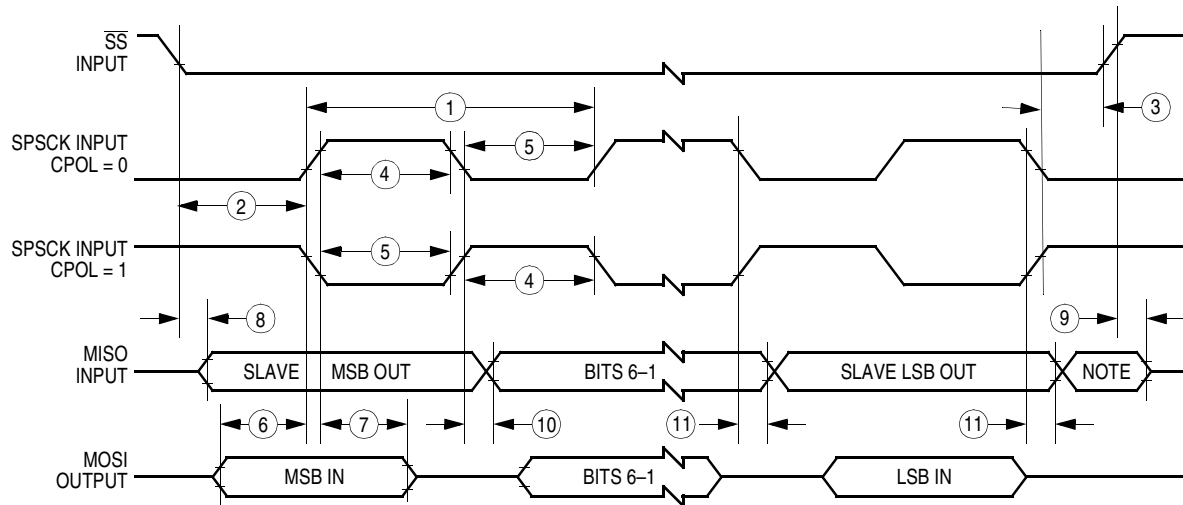 SS
INPUT
1
3
SPSCK INPUT
CPOL = 0
5
4
2
SPSCK INPUT
CPOL = 1
5
4
8
9
MISO
INPUT
SLAVE MSB OUT
BITS 6–1
SLAVE LSB OUT
NOTE
6
7
10
11
11
MOSI
OUTPUT
MSB IN
BITS 6–1
LSB IN